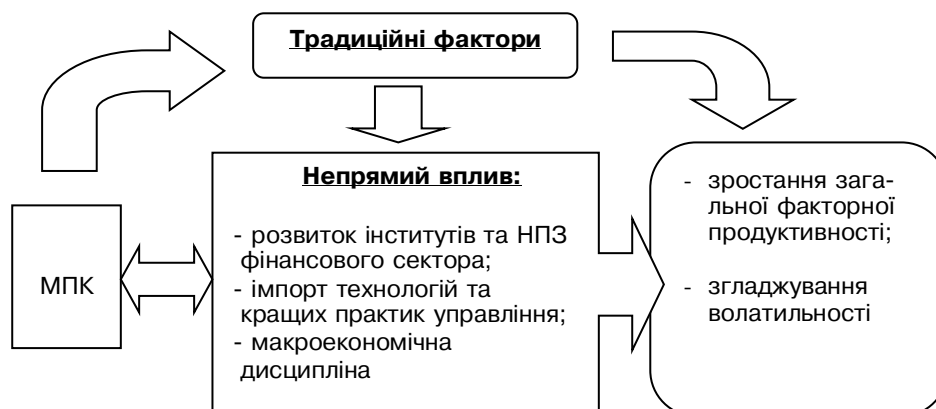 Традиційні фактори
Непрямий вплив:
- розвиток інститутів та НПЗ
фінансового сектора;
- імпорт технологій та
кращих практик управління;
- макроекономічна
дисципліна
МПК
- зростання зага-
льної факторної
продуктивності;
- згладжування
волатильності